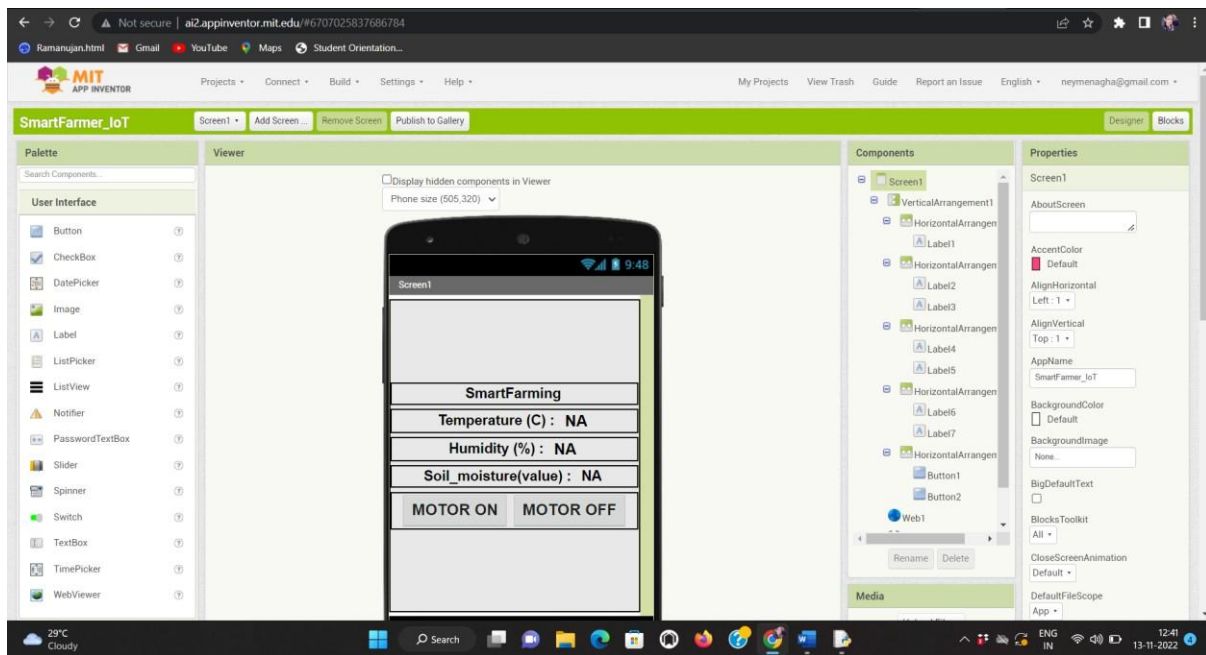 Not secure | ai2.appinventor.mit.edu/#6707025837686784
Ramanujan.html Gmail YouTube Maps Student Orientation...
MIT
APP INVENTOR
Projects Connect Build Settings Help My Projects View Trash Guide Report an Issue English neymenagha@gmail.com
SmartFarmer_IoT Screen1 Add Screen ... Remove Screen Publish to Gallery Designer Blocks
Palette
Search Components...
User Interface
Button
CheckBox
DatePicker
Image
Label
ListPicker
ListView
Notifier
PasswordTextBox
Slider
Spinner
Switch
TextBox
TimePicker
WebViewer
Viewer
Display hidden components in Viewer
Phone size (505,320)
9:48
Screen1
SmartFarming
Temperature (C) : NA
Humidity (%) : NA
Soil_moisture(value) : NA
MOTOR ON MOTOR OFF
Components
Screen1
VerticalArrangement1
HorizontalArrangen
Label1
HorizontalArrangen
Label2
Label3
HorizontalArrangen
Label4
Label5
HorizontalArrangen
Label6
Label7
HorizontalArrangen
Button1
Button2
Web1
Rename Delete
Media
Properties
Screen1
AboutScreen
AccentColor
Default
AlignHorizontal
Left : 1
AlignVertical
Top : 1
AppName
SmartFarmer_IoT
BackgroundColor
Default
BackgroundImage
None...
BigDefaultText
BlocksToolkit
All
CloseScreenAnimation
Default
DefaultFileScope
App
29°C
Cloudy
Search
ENG
IN
12:41
13-11-2022
4